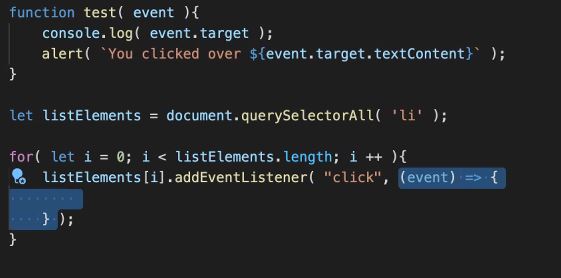 function test( event ){
    console.log( event.target );
    alert( `You clicked over ${event.target.textContent}` );
}

let listElements = document.querySelectorAll( 'li' );

for( let i = 0; i < listElements.length; i ++ ){
    listElements[i].addEventListener( "click", (event) => {

    } );
}